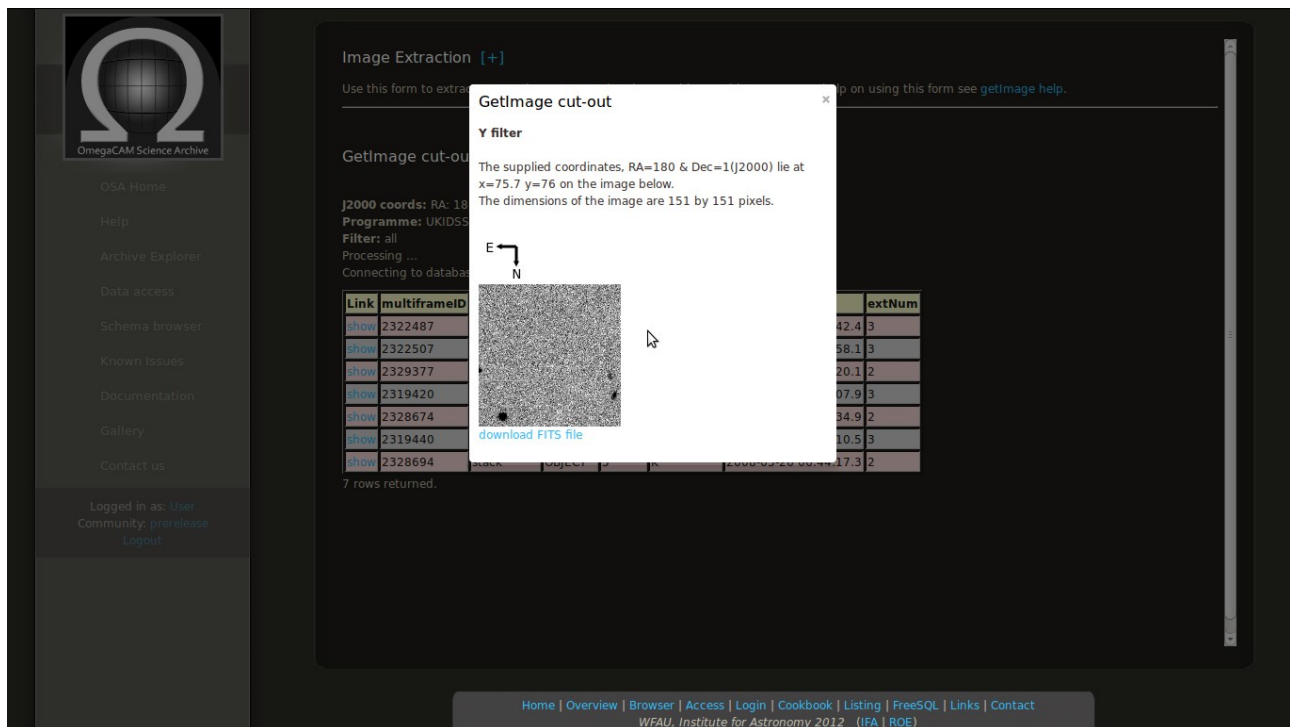 OmegaCAM Science Archive
OSA Home
Help
Archive Explorer
Data access
Schema browser
Known Issues
Documentation
Gallery
Contact us
Logged in as: User
Community: prerelease
Logout
Image Extraction [+]
Use this form to on using this form see getImage help.
GetImage cut-out
J2000 coords: RA:
Programme: UKIDSS
Filter: all
Processing ...
Connecting to
Link multiframeID extNum
show 2322487 42.4 3
show 2322507 58.1 3
show 2329377 20.1 2
show 2319420 07.9 3
show 2328674 34.9 2
show 2319440 10.5 3
show 2328694 2
7 rows returned.
GetImage cut-out ×
Y filter
The supplied coordinates, RA=180 & Dec=1(J2000) lie at
x=75.7 y=76 on the image below.
The dimensions of the image are 151 by 151 pixels.
E
N
download FITS file
Home | Overview | Browser | Access | Login | Cookbook | Listing | FreeSQL | Links | Contact
WFAU, Institute for Astronomy 2012 (IFA | ROE)